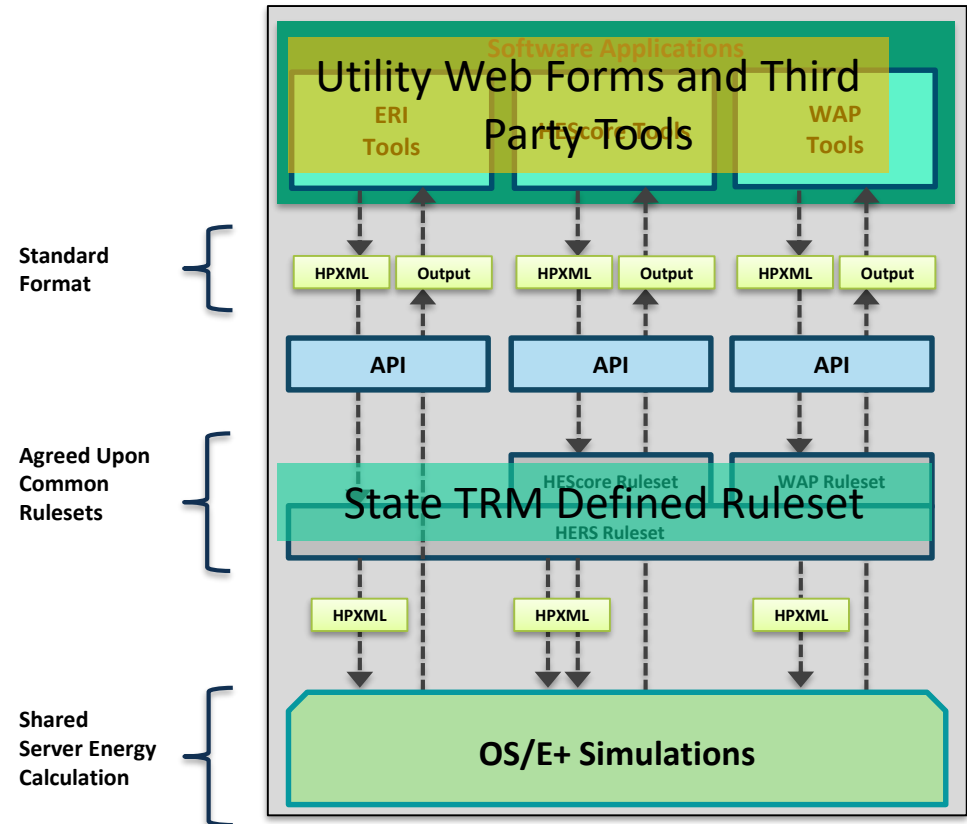 Software Applications
Utility Web Forms and Third
Party Tools
ERI
Tools
HEScore Tools
WAP
Tools
Standard
Format
HPXML
Output
HPXML
Output
HPXML
Output
API
API
API
Agreed Upon
Common
Rulesets
HEScore Ruleset
WAP Ruleset
State TRM Defined Ruleset
HERS Ruleset
HPXML
HPXML
HPXML
Shared
Server Energy
Calculation
OS/E+ Simulations